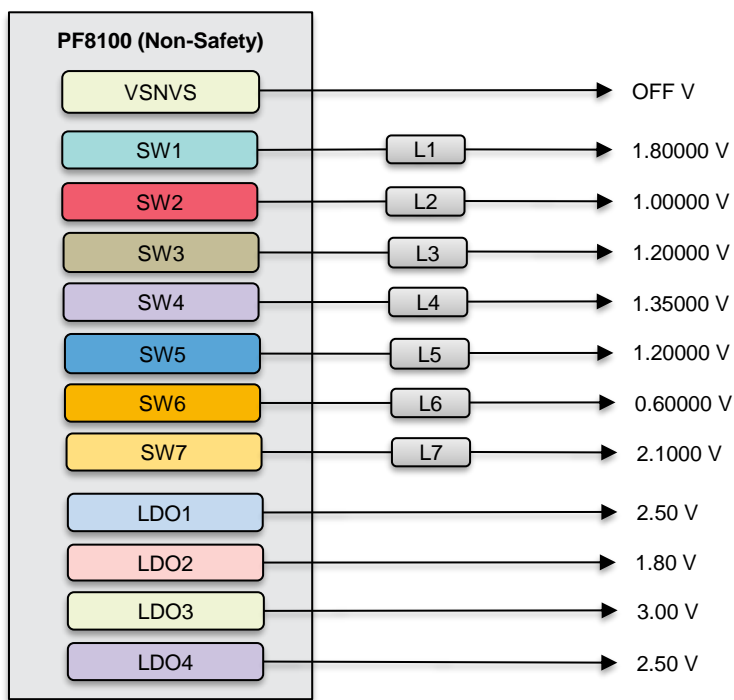 PF8100 (Non-Safety)
VSNVS OFF V
SW1 L1 1.80000 V
SW2 L2 1.00000 V
SW3 L3 1.20000 V
SW4 L4 1.35000 V
SW5 L5 1.20000 V
SW6 L6 0.60000 V
SW7 L7 2.1000 V
LDO1 2.50 V
LDO2 1.80 V
LDO3 3.00 V
LDO4 2.50 V